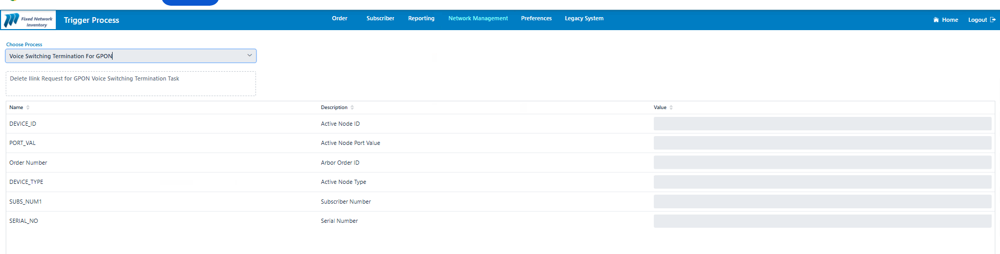 Fixed Network
Inventory
Trigger Process
Order Subscriber Reporting Network Management Preferences Legacy System
Home Logout
Choose Process
Voice Switching Termination For GPON
Delete Ilink Request for GPON Voice Switching Termination Task
Name Description Value
DEVICE_ID Active Node ID
PORT_VAL Active Node Port Value
Order Number Arbor Order ID
DEVICE_TYPE Active Node Type
SUBS_NUM1 Subscriber Number
SERIAL_NO Serial Number